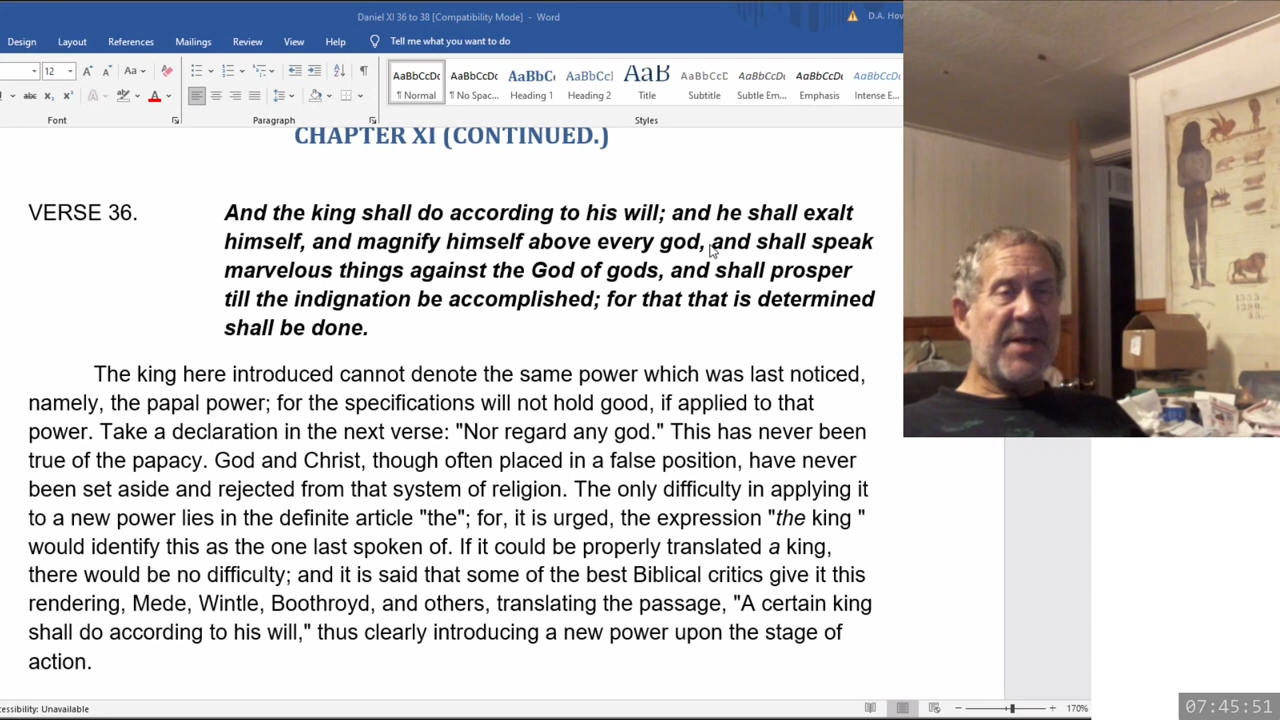 Daniel XI 36 to 38 [Compatibility Mode] - Word
D.A. Hov
Design Layout References Mailings Review View Help Tell me what you want to do
12 Aa
AaBbCcDc AaBbCcDc AaBbCc AaBbCcC AaB AaBbCcC AaBbCcDc AaBbCcDc AaBbCcDc
abc x₂ x² A A
¶ Normal ¶ No Spac... Heading 1 Heading 2 Title Subtitle Subtle Em... Emphasis Intense E...
Font Paragraph Styles
CHAPTER XI (CONTINUED.)
VERSE 36. And the king shall do according to his will; and he shall exalt
himself, and magnify himself above every god, and shall speak
marvelous things against the God of gods, and shall prosper
till the indignation be accomplished; for that that is determined
shall be done.
The king here introduced cannot denote the same power which was last noticed,
namely, the papal power; for the specifications will not hold good, if applied to that
power. Take a declaration in the next verse: "Nor regard any god." This has never been
true of the papacy. God and Christ, though often placed in a false position, have never
been set aside and rejected from that system of religion. The only difficulty in applying it
to a new power lies in the definite article "the"; for, it is urged, the expression "the king "
would identify this as the one last spoken of. If it could be properly translated a king,
there would be no difficulty; and it is said that some of the best Biblical critics give it this
rendering, Mede, Wintle, Boothroyd, and others, translating the passage, "A certain king
shall do according to his will," thus clearly introducing a new power upon the stage of
action.
cessibility: Unavailable
170%
07:45:51